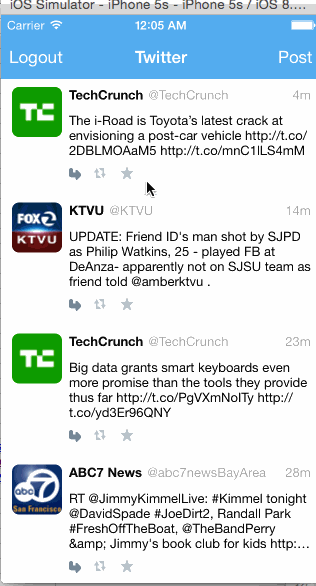 iOS Simulator - iPhone 5s - iPhone 5s / iOS 8....
Carrier 12:05 AM
Logout Twitter Post
TechCrunch @TechCrunch 4m
The i-Road is Toyota's latest crack at
envisioning a post-car vehicle http://t.co/
2DBLMOAaM5 http://t.co/mnC1lLS4mM
FOX 2
KTVU
KTVU @KTVU 14m
UPDATE: Friend ID's man shot by SJPD
as Philip Watkins, 25 - played FB at
DeAnza- apparently not on SJSU team as
friend told @amberktvu .
TechCrunch @TechCrunch 23m
Big data grants smart keyboards even
more promise than the tools they provide
thus far http://t.co/PgVXmNoITy http://
t.co/yd3Er96QNY
abc 7 news
San Francisco
ABC7 News @abc7newsBayArea 28m
RT @JimmyKimmelLive: #Kimmel tonight
@DavidSpade #JoeDirt2, Randall Park
#FreshOffTheBoat, @TheBandPerry
&amp; Jimmy's book club for kids http:...